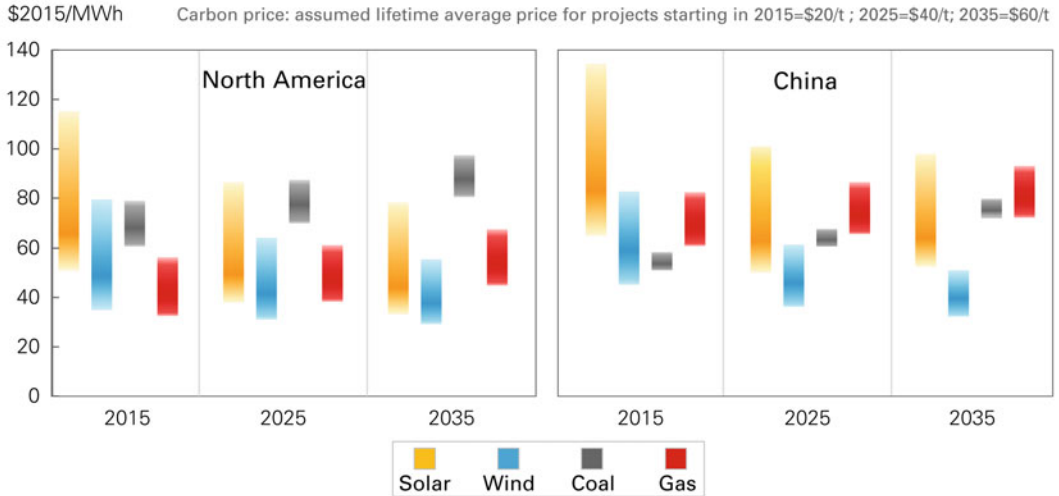 $2015/MWh
Carbon price: assumed lifetime average price for projects starting in 2015=$20/t ; 2025=$40/t; 2035=$60/t
140
120
100
80
60
40
20
0
North America
China
2015 2025 2035 2015 2025 2035
Solar Wind Coal Gas